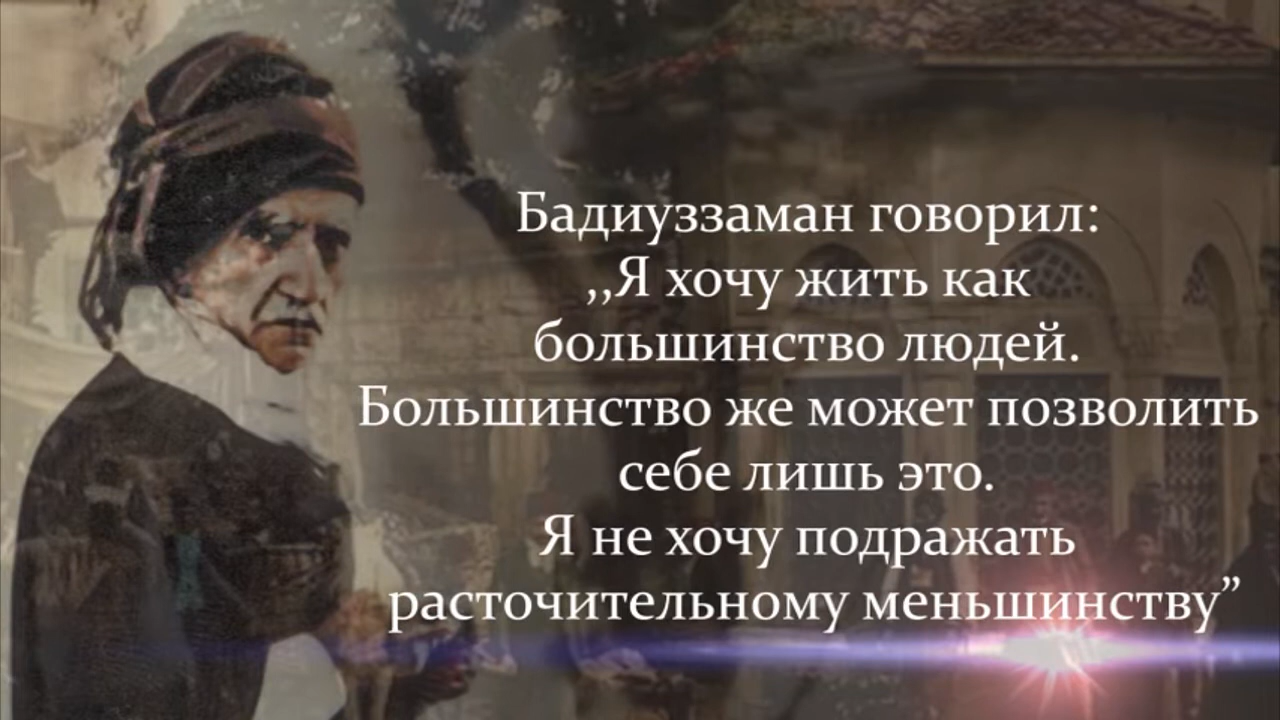 Бадиуззаман говорил:
,,Я хочу жить как
большинство людей.
Большинство же может позволить
себе лишь это.
Я не хочу подражать
расточительному меньшинству”